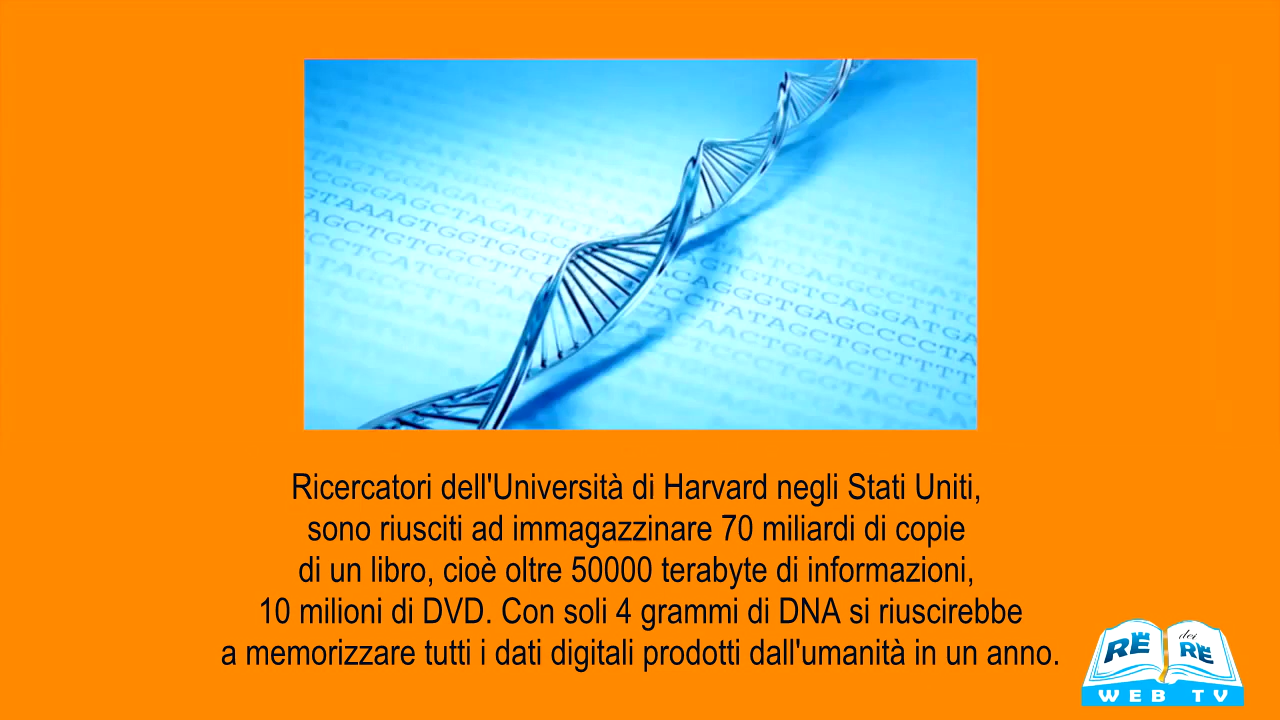 Ricercatori dell'Università di Harvard negli Stati Uniti,
sono riusciti ad immagazzinare 70 miliardi di copie
di un libro, cioè oltre 50000 terabyte di informazioni,
10 milioni di DVD. Con soli 4 grammi di DNA si riuscirebbe
a memorizzare tutti i dati digitali prodotti dall'umanità in un anno.
RE dei RE
WEB TV